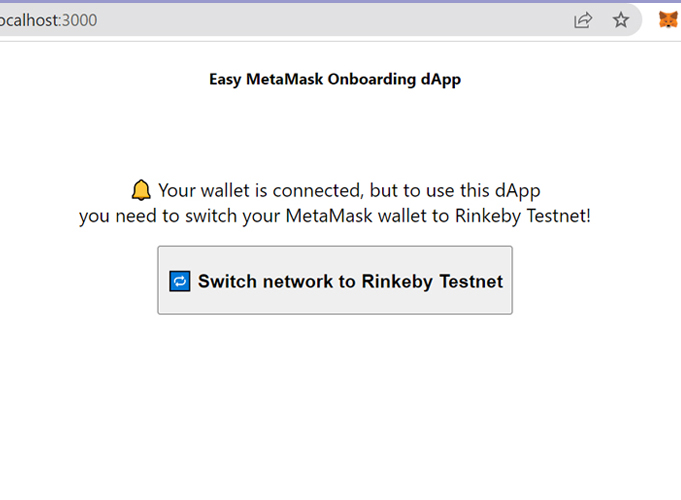 ocalhost:3000
Easy MetaMask Onboarding dApp
🔔 Your wallet is connected, but to use this dApp
you need to switch your MetaMask wallet to Rinkeby Testnet!
🔁 Switch network to Rinkeby Testnet